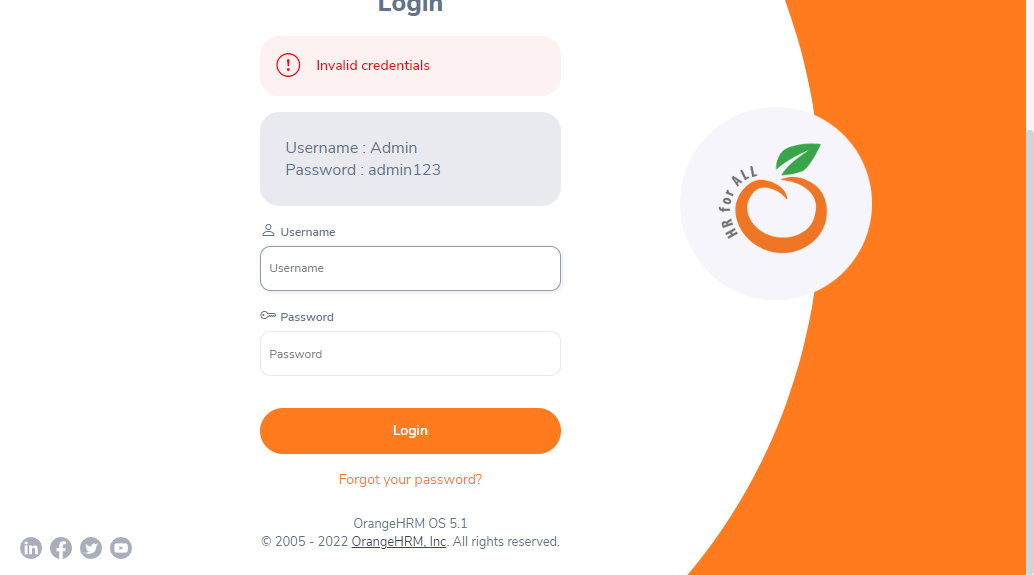 Login
Invalid credentials
Username : Admin
Password : admin123
Username
Username
Password
Password
Login
Forgot your password?
OrangeHRM OS 5.1
© 2005 - 2022 OrangeHRM, Inc. All rights reserved.
HR for ALL